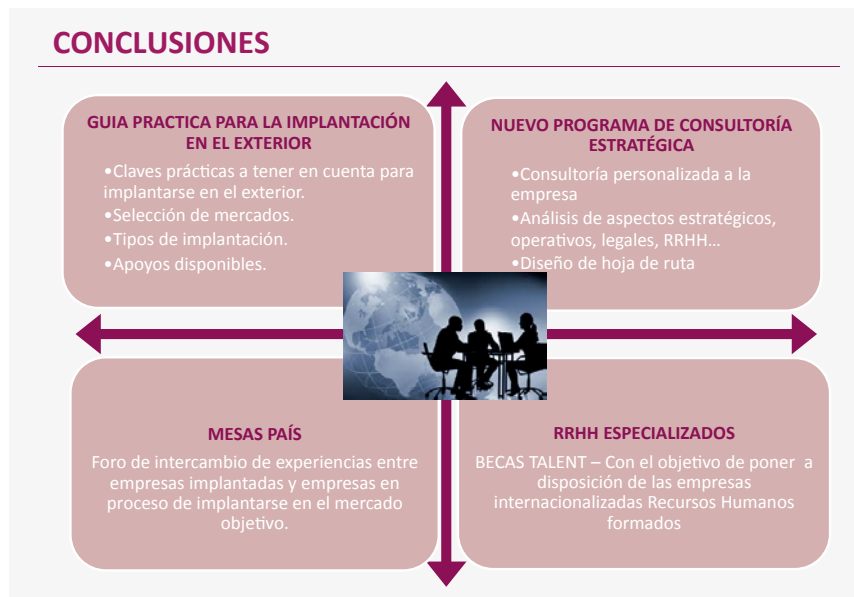 CONCLUSIONES
GUIA PRACTICA PARA LA IMPLANTACIÓN
EN EL EXTERIOR
•Claves prácticas a tener en cuenta para
implantarse en el exterior.
•Selección de mercados.
•Tipos de implantación.
•Apoyos disponibles.
NUEVO PROGRAMA DE CONSULTORÍA
ESTRATÉGICA
•Consultoría personalizada a la
empresa
•Análisis de aspectos estratégicos,
operativos, legales, RRHH...
•Diseño de hoja de ruta
MESAS PAÍS
Foro de intercambio de experiencias entre
empresas implantadas y empresas en
proceso de implantarse en el mercado
objetivo.
RRHH ESPECIALIZADOS
BECAS TALENT – Con el objetivo de poner a
disposición de las empresas
internacionalizadas Recursos Humanos
formados